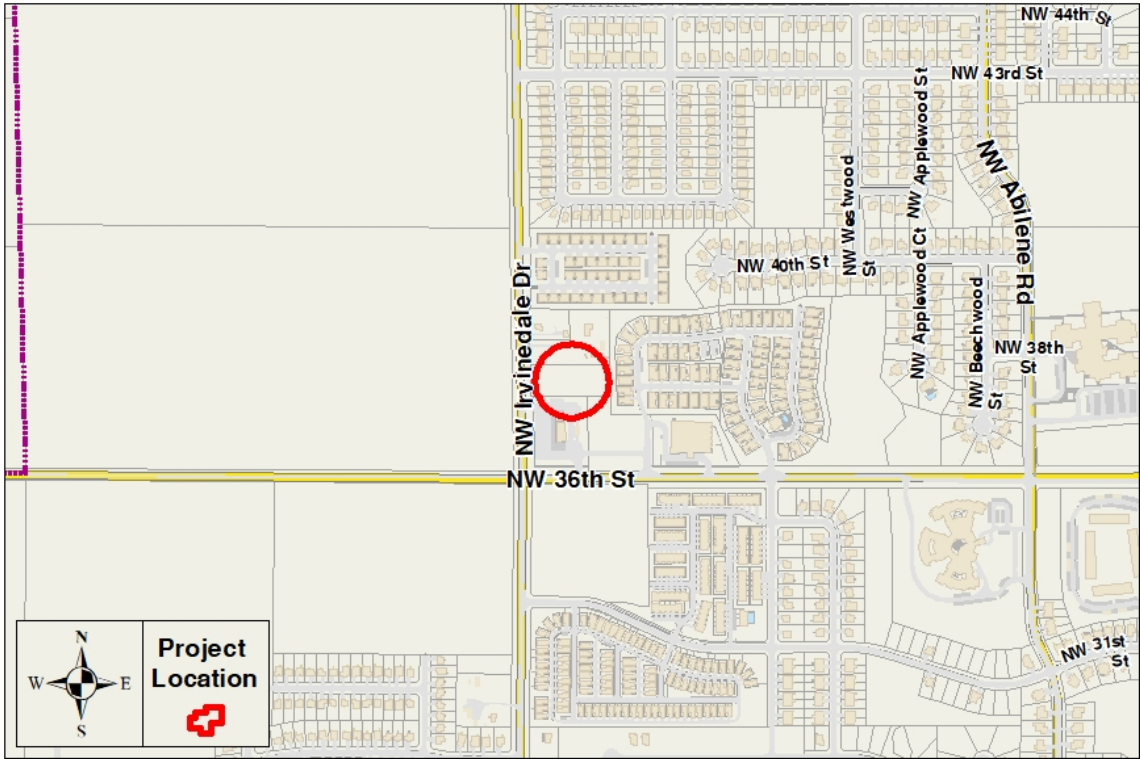 NW 44th St
NW 43rd St
NW Applewood St
NW Abilene Rd
NW Westwood
St
NW 40th St
NW Applewood Ct
NW Irvinedale Dr
NW Beechwood
St
NW 38th
St
NW 36th St
NW 31st
St
N
W
E
S
Project
Location